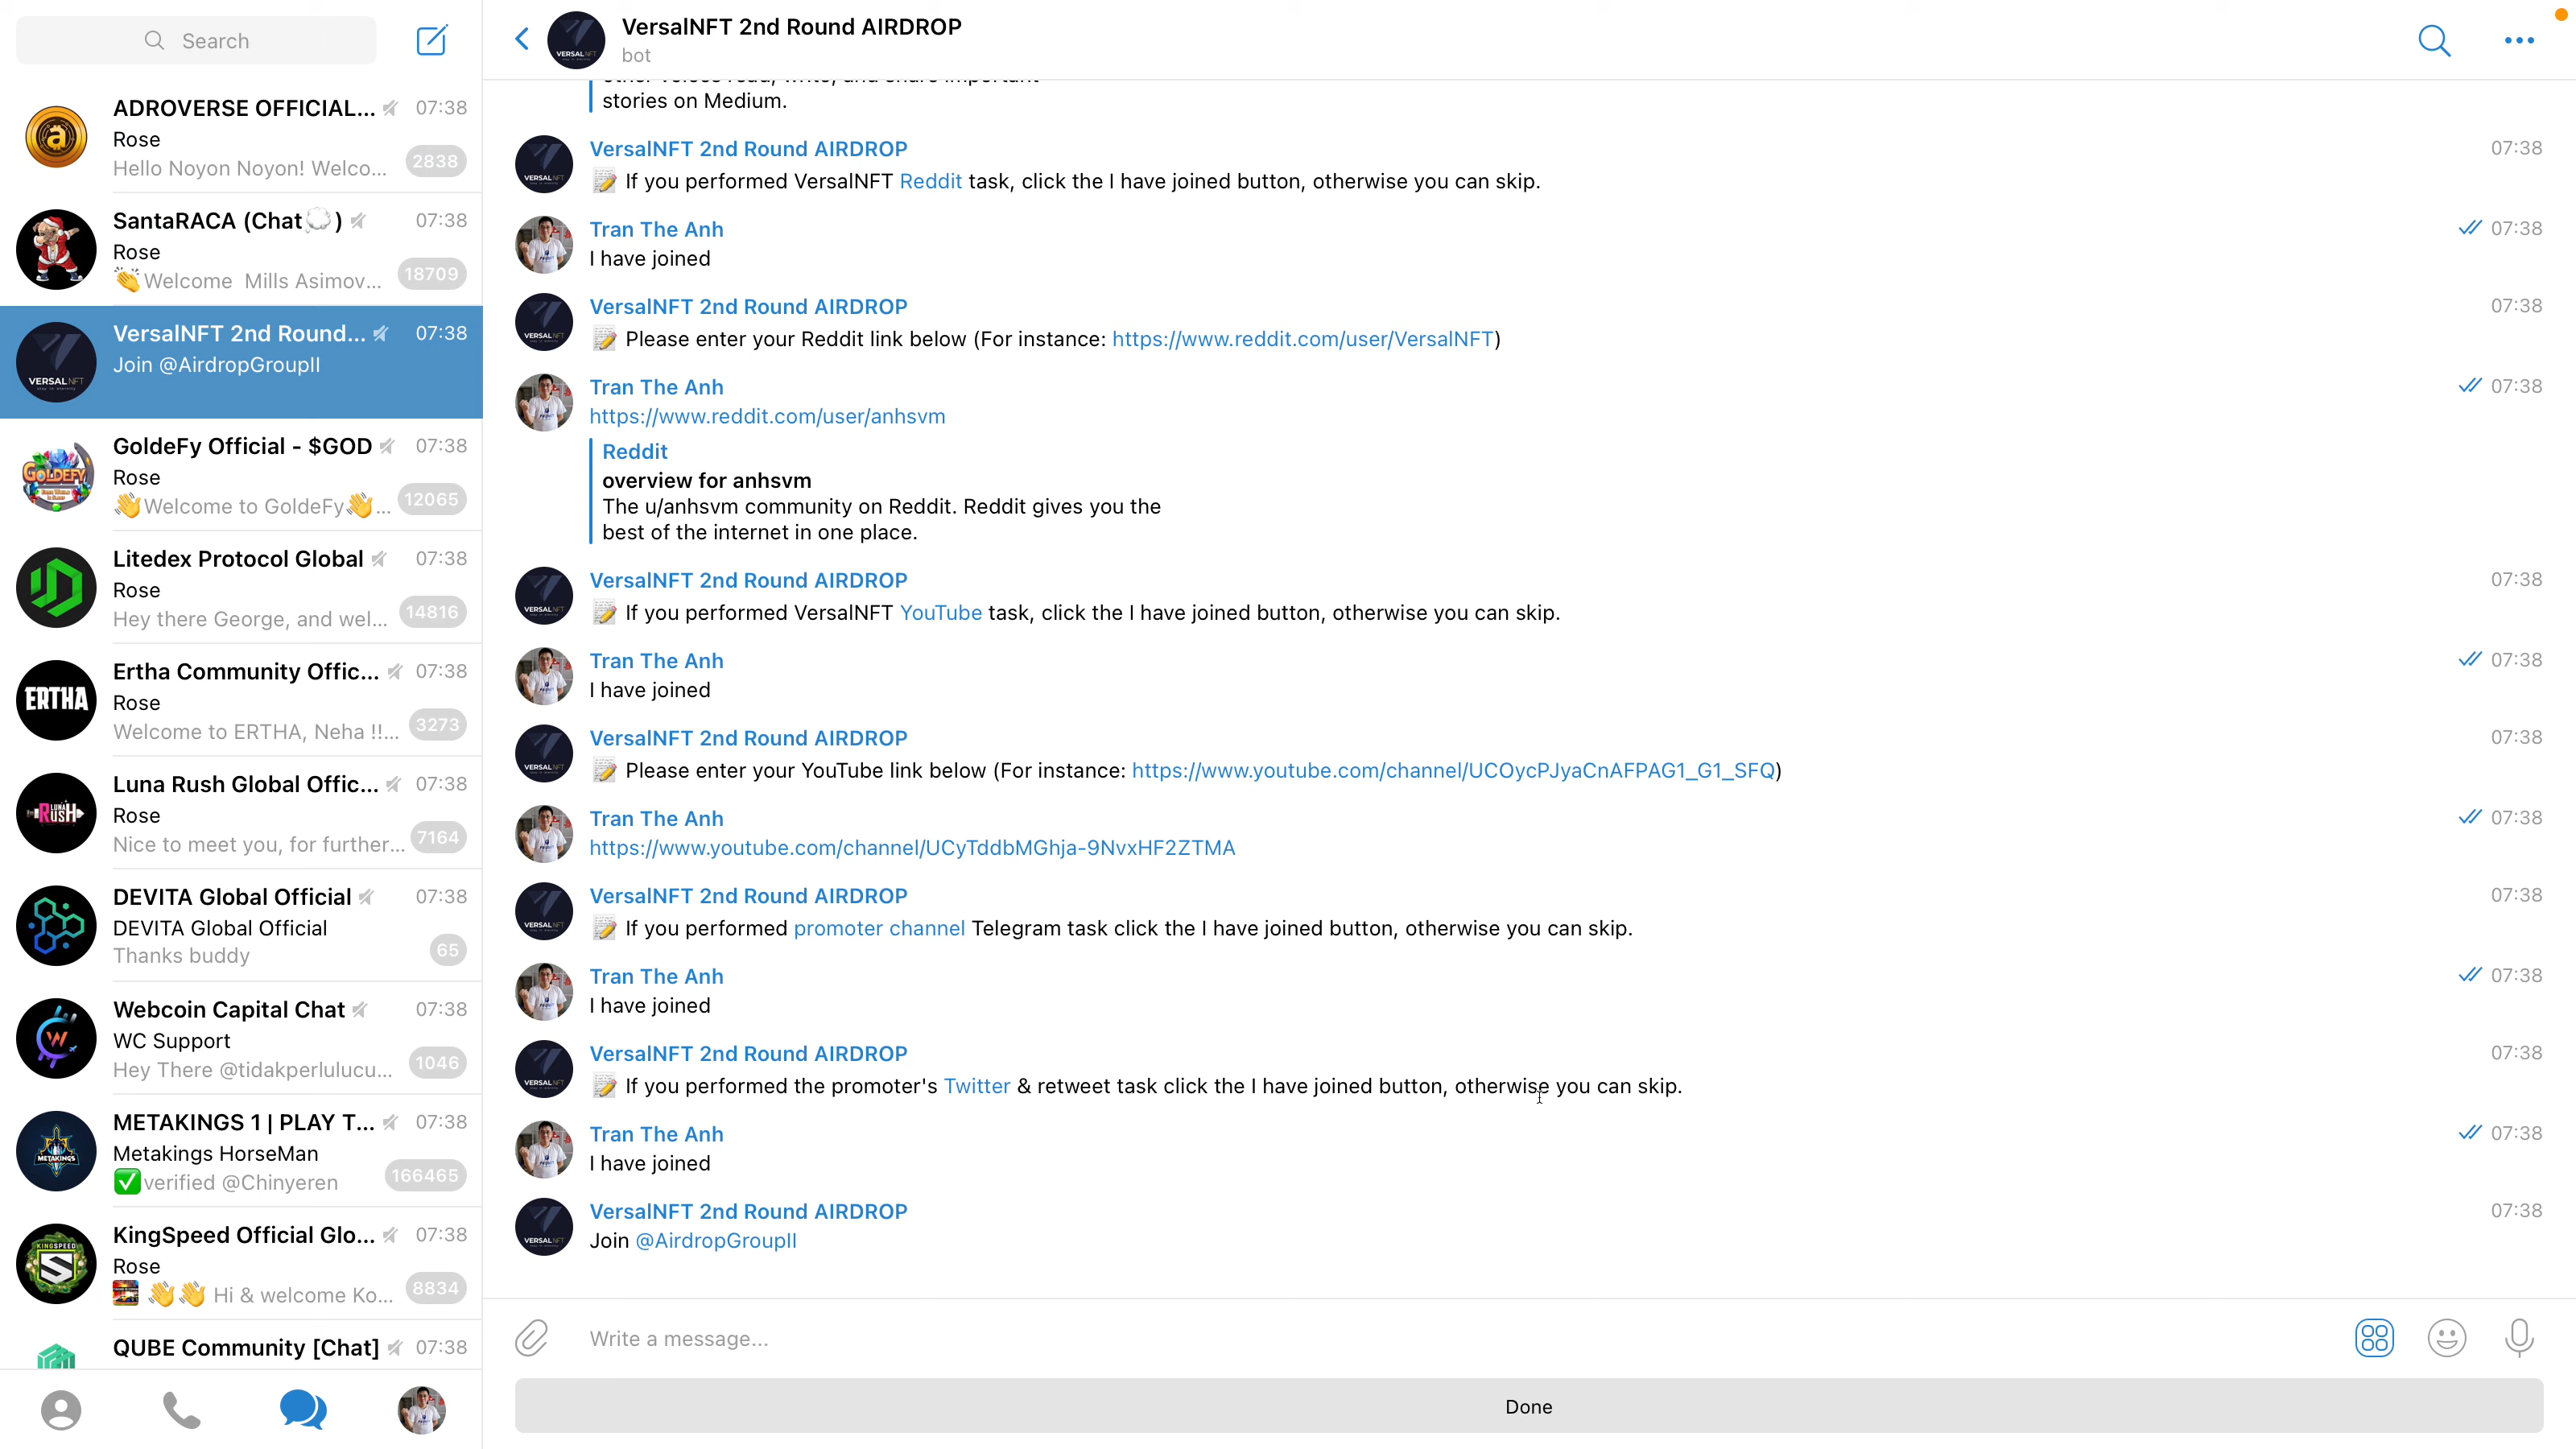 Search
ADROVERSE OFFICIAL... 07:38
Rose
Hello Noyon Noyon! Welco... 2838
SantaRACA (Chat💭) 07:38
Rose
👏Welcome Mills Asimov... 18709
VersalNFT 2nd Round... 07:38
Join @AirdropGroupII
GoldeFy Official - $GOD 07:38
Rose
👋Welcome to GoldeFy👋... 12065
Litedex Protocol Global 07:38
Rose
Hey there George, and wel... 14816
Ertha Community Offic... 07:38
Rose
Welcome to ERTHA, Neha !!... 3273
Luna Rush Global Offic... 07:38
Rose
Nice to meet you, for further... 7164
DEVITA Global Official 07:38
DEVITA Global Official
Thanks buddy 65
Webcoin Capital Chat 07:38
WC Support
Hey There @tidakperlulucu... 1046
METAKINGS 1 | PLAY T... 07:38
Metakings HorseMan
✅verified @Chinyeren 166465
KingSpeed Official Glo... 07:38
Rose
👋👋 Hi & welcome Ko... 8834
QUBE Community [Chat] 07:38
VersalNFT 2nd Round AIRDROP
bot
other voices read, write, and share important
stories on Medium.
VersalNFT 2nd Round AIRDROP 07:38
📝 If you performed VersalNFT Reddit task, click the I have joined button, otherwise you can skip.
Tran The Anh 07:38
I have joined
VersalNFT 2nd Round AIRDROP 07:38
📝 Please enter your Reddit link below (For instance: https://www.reddit.com/user/VersalNFT)
Tran The Anh 07:38
https://www.reddit.com/user/anhsvm
Reddit
overview for anhsvm
The u/anhsvm community on Reddit. Reddit gives you the
best of the internet in one place.
VersalNFT 2nd Round AIRDROP 07:38
📝 If you performed VersalNFT YouTube task, click the I have joined button, otherwise you can skip.
Tran The Anh 07:38
I have joined
VersalNFT 2nd Round AIRDROP 07:38
📝 Please enter your YouTube link below (For instance: https://www.youtube.com/channel/UCOycPJyaCnAFPAG1_G1_SFQ)
Tran The Anh 07:38
https://www.youtube.com/channel/UCyTddbMGhja-9NvxHF2ZTMA
VersalNFT 2nd Round AIRDROP 07:38
📝 If you performed promoter channel Telegram task click the I have joined button, otherwise you can skip.
Tran The Anh 07:38
I have joined
VersalNFT 2nd Round AIRDROP 07:38
📝 If you performed the promoter's Twitter & retweet task click the I have joined button, otherwise you can skip.
Tran The Anh 07:38
I have joined
VersalNFT 2nd Round AIRDROP 07:38
Join @AirdropGroupII
Write a message...
Done